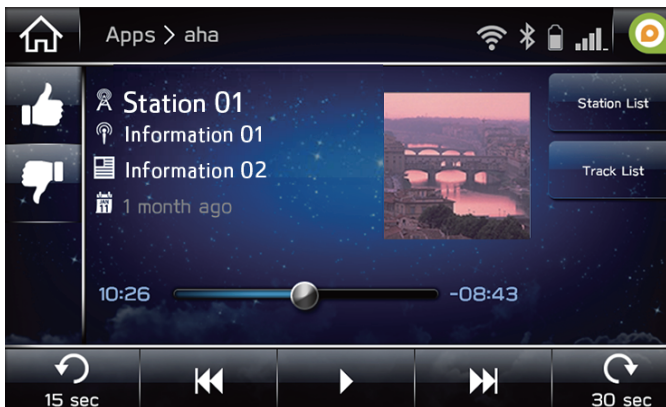 Apps > aha
Station 01
Information 01
Information 02
1 month ago
Station List
Track List
10:26
-08:43
15 sec
30 sec